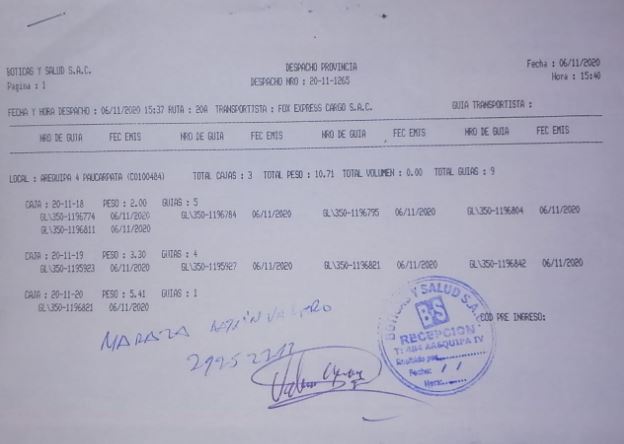 Fecha : 06/11/2020
BOTICAS Y SALUD S.A.C. DESPACHO PROVINCIA
Pagina : 1 DESPACHO NRO : 20-11-1265 Hora : 15:40
FECHA Y HORA DESPACHO : 06/11/2020 15:37 RUTA : 20A TRANSPORTISTA : FOX EXPRESS CARGO S.A.C. GUIA TRANSPORTISTA :
NRO DE GUIA FEC EMIS NRO DE GUIA FEC EMIS NRO DE GUIA FEC EMIS NRO DE GUIA FEC EMIS
LOCAL : AREQUIPA 4 PAUCARPATA (C0100484) TOTAL CAJAS : 3 TOTAL PESO : 10.71 TOTAL VOLUMEN : 0.00 TOTAL GUIAS : 9
CAJA : 20-11-18 PESO : 2.00 GUIAS : 5
GL\350-1196774 06/11/2020 GL\350-1196784 06/11/2020 GL\350-1196795 06/11/2020 GL\350-1196804 06/11/2020
GL\350-1196811 06/11/2020
CAJA : 20-11-19 PESO : 3.30 GUIAS : 4
GL\350-1195923 06/11/2020 GL\350-1195927 06/11/2020 GL\350-1196821 06/11/2020 GL\350-1196842 06/11/2020
CAJA : 20-11-20 PESO : 5.41 GUIAS : 1
GL\350-1196821 06/11/2020
COD PRE INGRESO:
BOTICAS Y SALUD S.A.C.
BS
RECEPCION
AREQUIPA IV
Recibido por:
Fecha: / /
Hora: